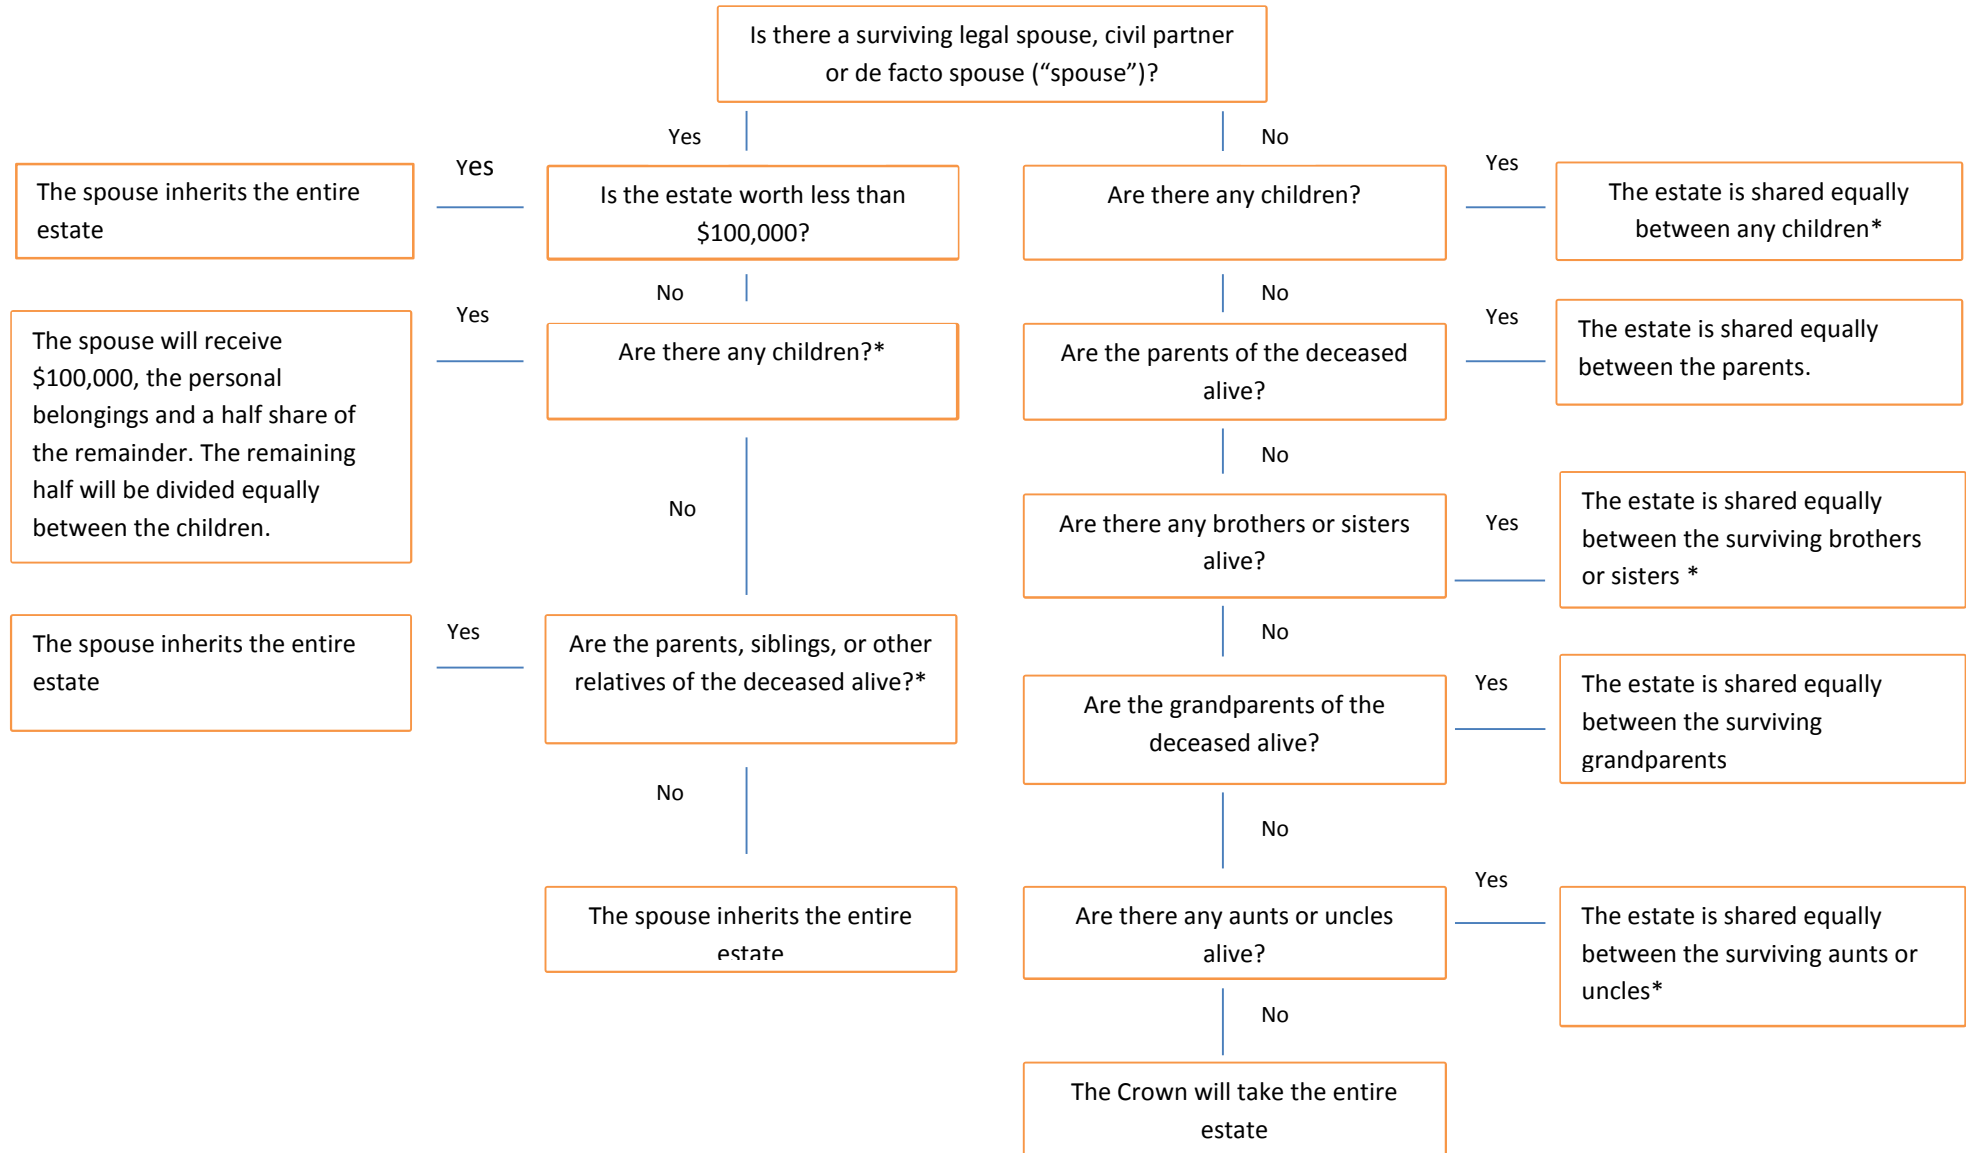 Is there a surviving legal spouse, civil partner
or de facto spouse (“spouse”)?
Yes
No
Yes
The spouse inherits the entire
estate
Is the estate worth less than
$100,000?
Are there any children?
Yes
The estate is shared equally
between any children*
No
No
Yes
The spouse will receive
$100,000, the personal
belongings and a half share of
the remainder. The remaining
half will be divided equally
between the children.
Are there any children?*
Are the parents of the deceased
alive?
Yes
The estate is shared equally
between the parents.
No
No
Are there any brothers or sisters
alive?
Yes
The estate is shared equally
between the surviving brothers
or sisters *
Yes
The spouse inherits the entire
estate
Are the parents, siblings, or other
relatives of the deceased alive?*
No
Are the grandparents of the
deceased alive?
Yes
The estate is shared equally
between the surviving
grandparents
No
No
The spouse inherits the entire
estate
Are there any aunts or uncles
alive?
Yes
The estate is shared equally
between the surviving aunts or
uncles*
No
The Crown will take the entire
estate